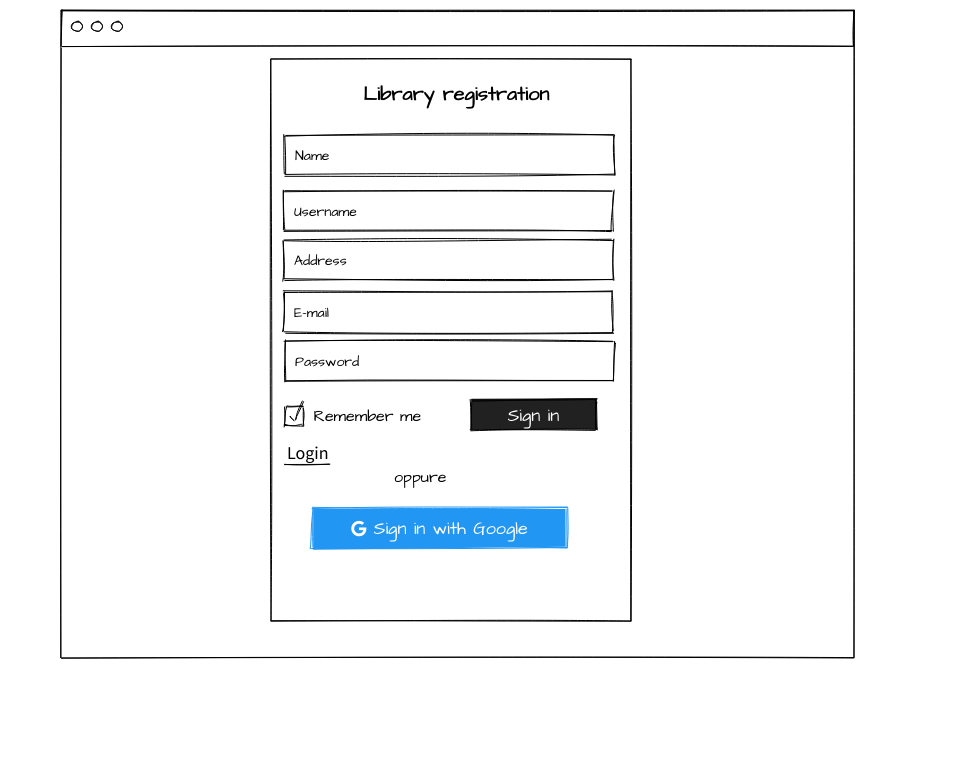 Library registration
Name
Username
Address
E-mail
Password
Remember me
Sign in
Login
oppure
G Sign in with Google